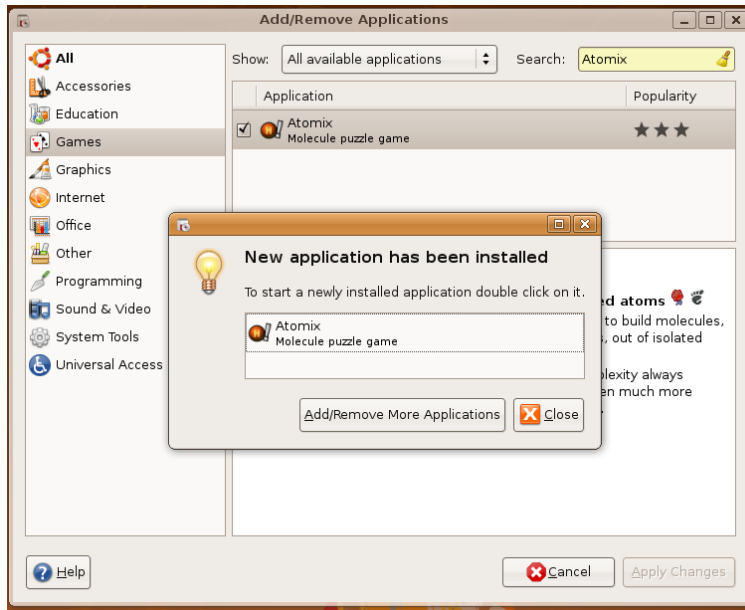 Add/Remove Applications
All
Accessories
Education
Games
Graphics
Internet
Office
Other
Programming
Sound & Video
System Tools
Universal Access
Show: All available applications Search: Atomix
Application Popularity
Atomix
Molecule puzzle game
New application has been installed
To start a newly installed application double click on it.
Atomix
Molecule puzzle game
Add/Remove More Applications Close
ed atoms
to build molecules,
, out of isolated
plexity always
en much more
Help Cancel Apply Changes